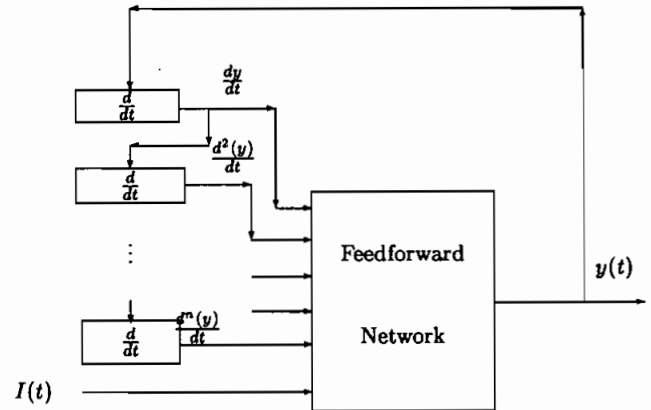 dy/dt
d/dt
d²(y)/dt
d/dt
Feedforward
y(t)
⋮
Network
dⁿ(y)/dt
d/dt
I(t)